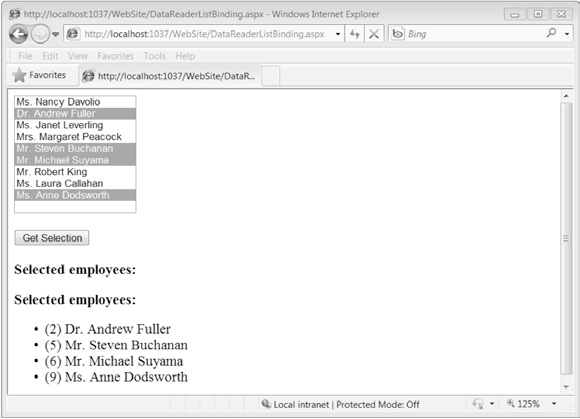 http://localhost:1037/WebSite/DataReaderListBinding.aspx - Windows Internet Explorer
http://localhost:1037/WebSite/DataReaderListBinding.aspx
Bing
File Edit View Favorites Tools Help
Favorites
http://localhost:1037/WebSite/DataR...
Ms. Nancy Davolio
Dr. Andrew Fuller
Ms. Janet Leverling
Mrs. Margaret Peacock
Mr. Steven Buchanan
Mr. Michael Suyama
Mr. Robert King
Ms. Laura Callahan
Ms. Anne Dodsworth
Get Selection
Selected employees:
Selected employees:
• (2) Dr. Andrew Fuller
• (5) Mr. Steven Buchanan
• (6) Mr. Michael Suyama
• (9) Ms. Anne Dodsworth
Local intranet | Protected Mode: Off
125%